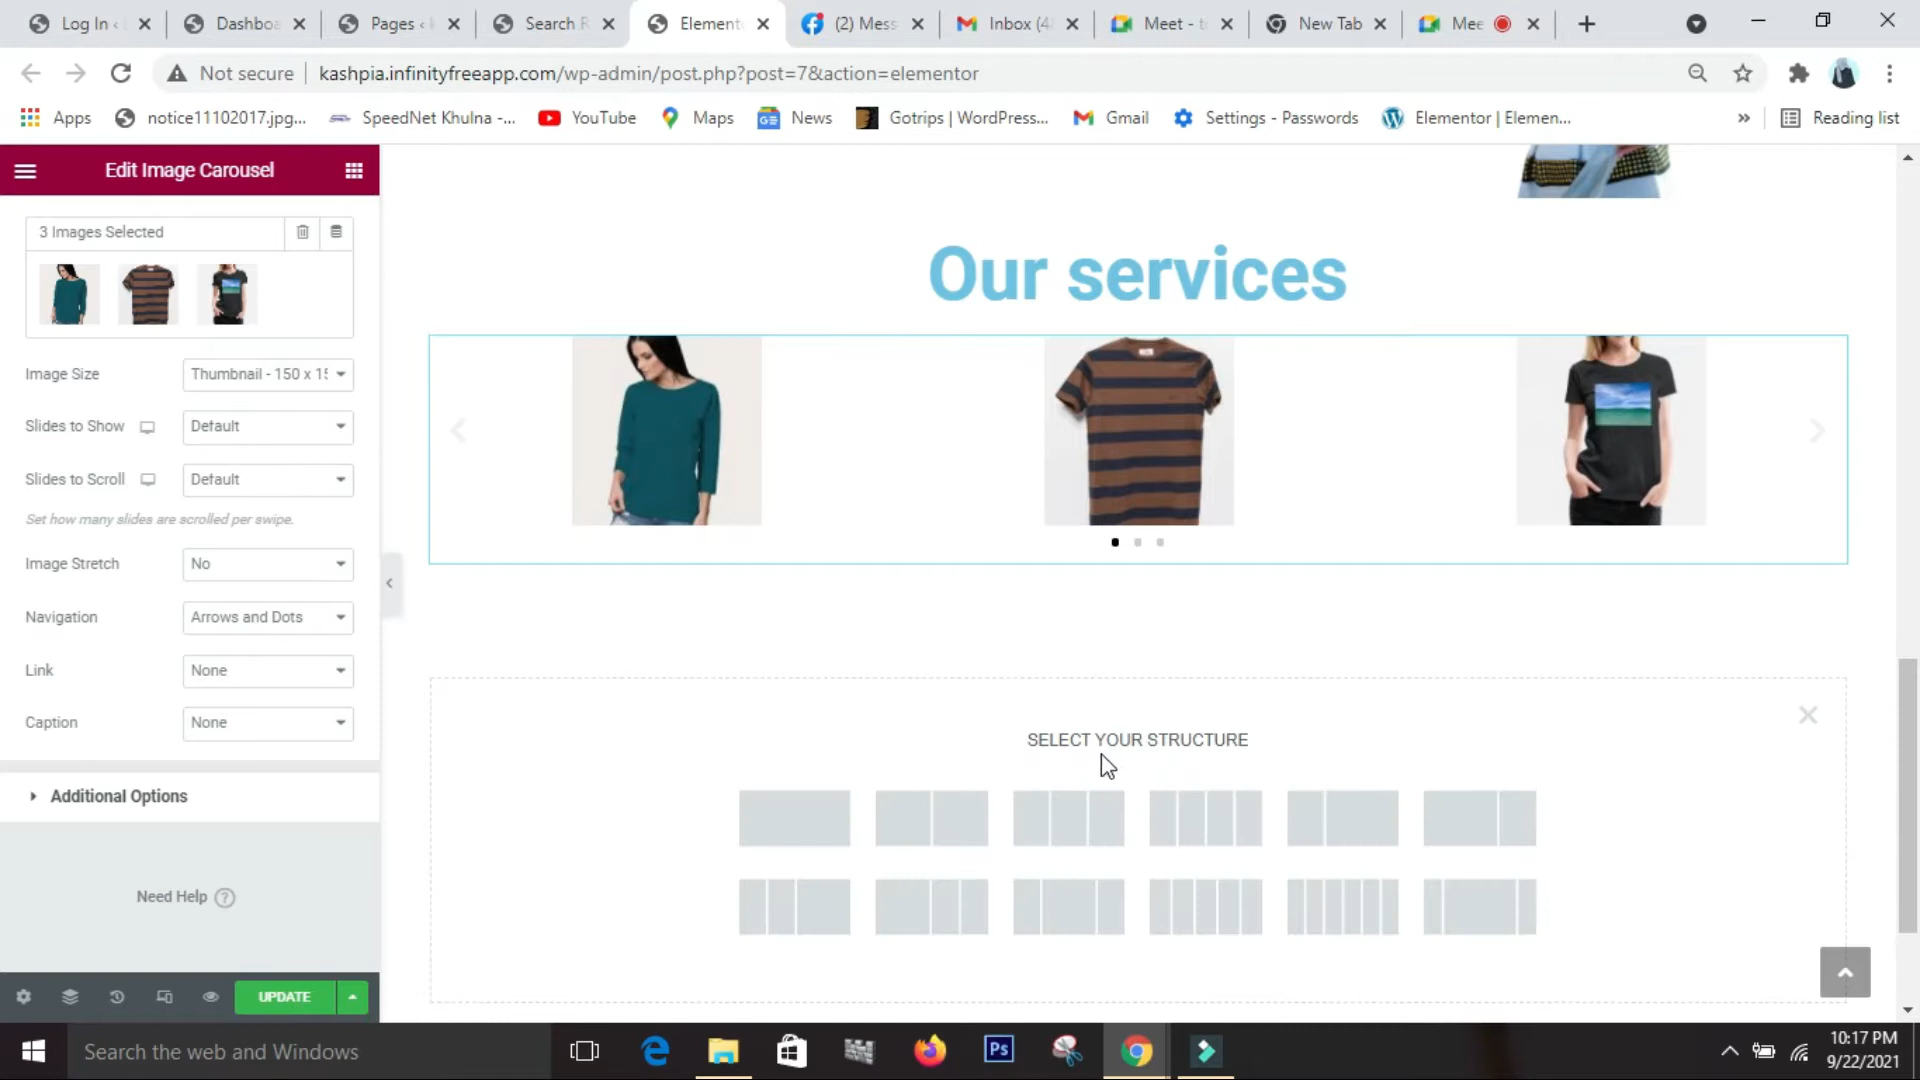 Log In ‹
Dashboa
Pages ‹
Search R
Element
(2) Mess
Inbox (4
Meet - t
New Tab
Mee
Not secure
kashpia.infinityfreeapp.com/wp-admin/post.php?post=7&action=elementor
Apps
notice11102017.jpg...
SpeedNet Khulna -...
YouTube
Maps
News
Gotrips | WordPress...
Gmail
Settings - Passwords
Elementor | Elemen...
»
Reading list
Edit Image Carousel
3 Images Selected
Image Size
Thumbnail - 150 x 15
Slides to Show
Default
Slides to Scroll
Default
Set how many slides are scrolled per swipe.
Image Stretch
No
Navigation
Arrows and Dots
Link
None
Caption
None
Additional Options
Need Help
UPDATE
Our services
SELECT YOUR STRUCTURE
Search the web and Windows
Ps
10:17 PM
9/22/2021